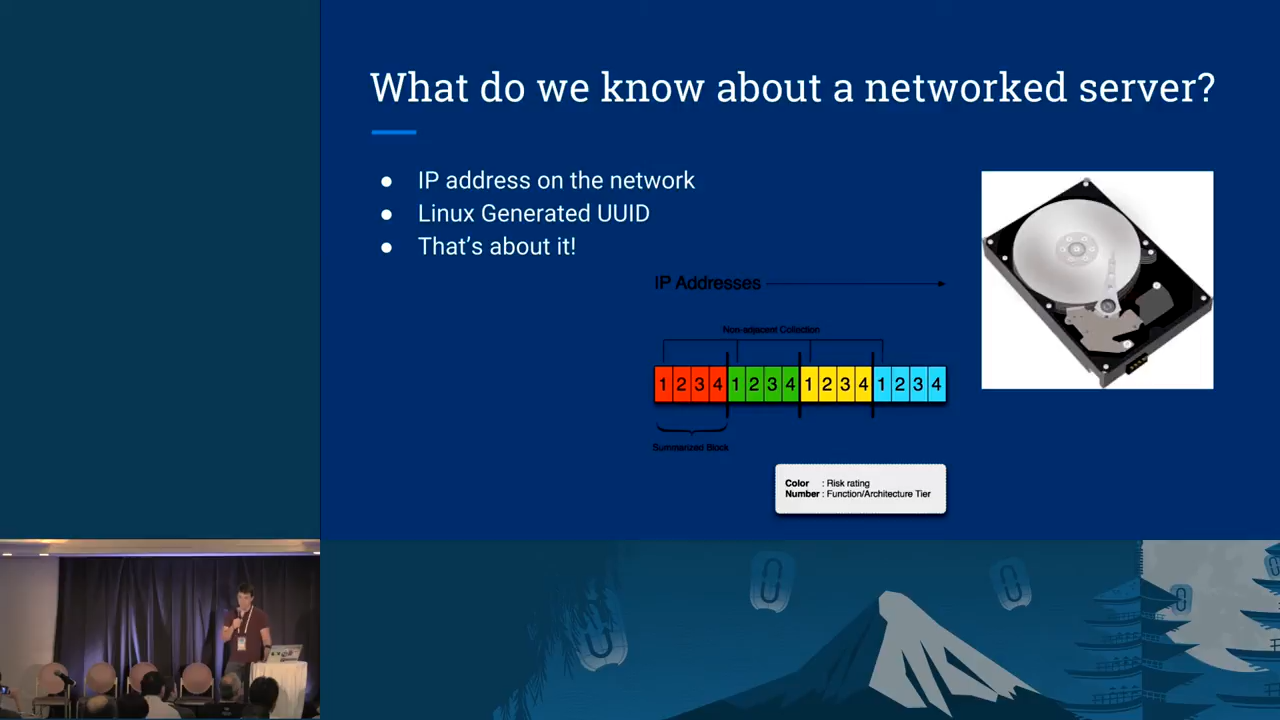 What do we know about a networked server?
● IP address on the network
● Linux Generated UUID
● That's about it!
IP Addresses
Non-adjacent Collection
1 2 3 4 1 2 3 4 1 2 3 4 1 2 3 4
Summarized Block
Color : Risk rating
Number : Function/Architecture Tier